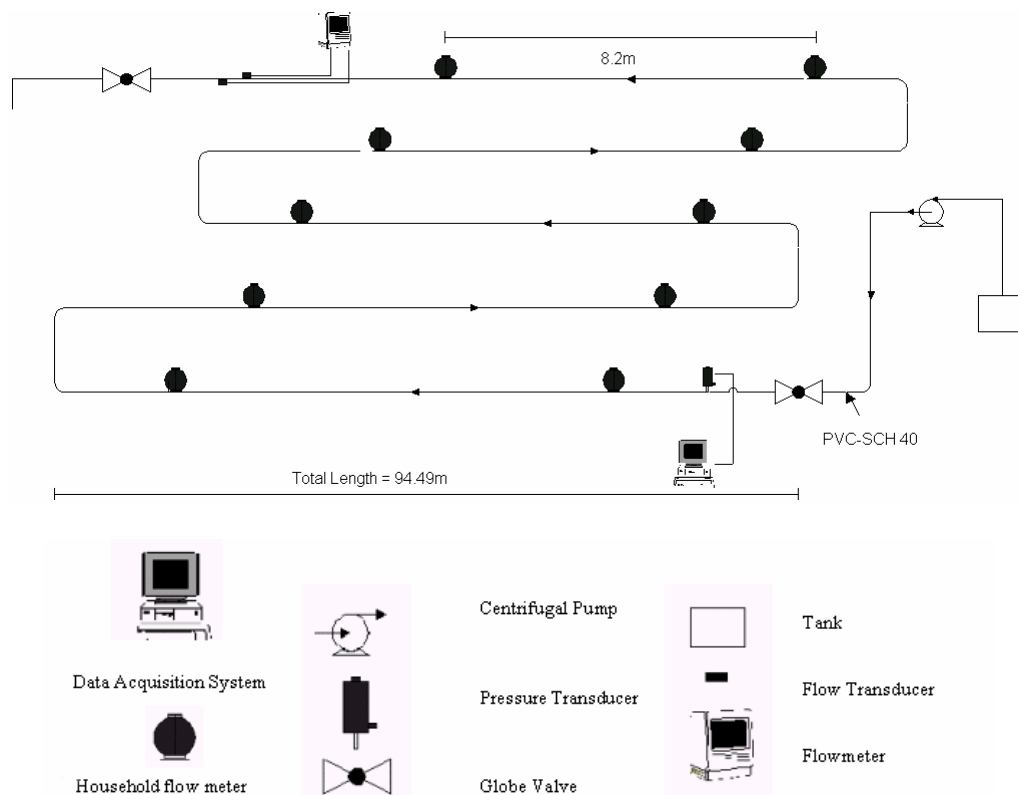 8.2m
PVC-SCH 40
Total Length = 94.49m
Centrifugal Pump
Tank
Data Acquisition System
Pressure Transducer
Flow Transducer
Household flow meter
Globe Valve
Flowmeter